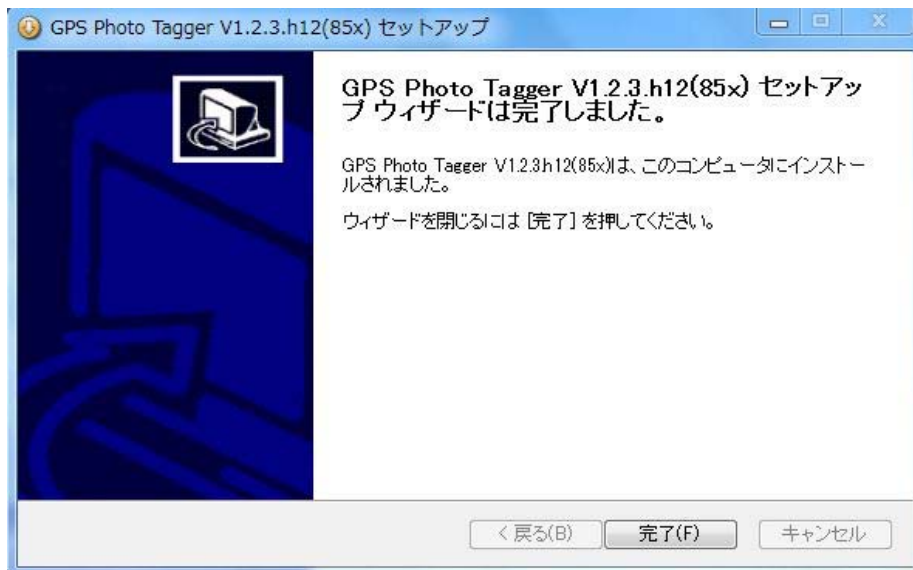 GPS Photo Tagger V1.2.3.h12(85x) セットアップ
GPS Photo Tagger V1.2.3.h12(85x) セットアッ
プ ウィザードは完了しました。
GPS Photo Tagger V1.2.3.h12(85x)は、このコンピュータにインストー
ルされました。
ウィザードを閉じるには [完了] を押してください。
< 戻る(B)
完了(F)
キャンセル